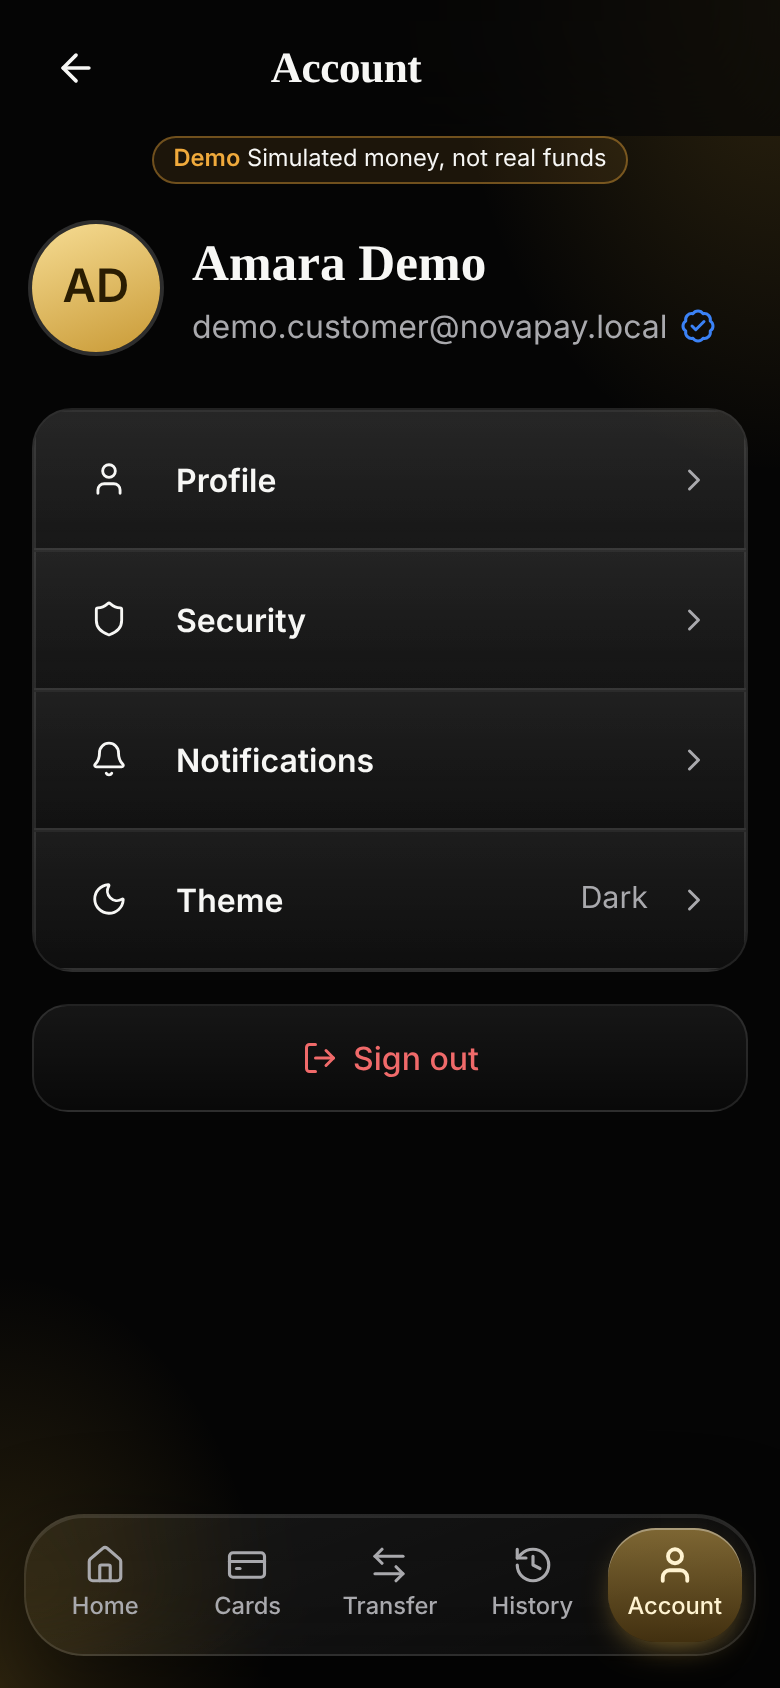 Account
Demo Simulated money, not real funds
AD
Amara Demo
demo.customer@novapay.local
Profile
Security
Notifications
Theme Dark
Sign out
Home Cards Transfer History Account